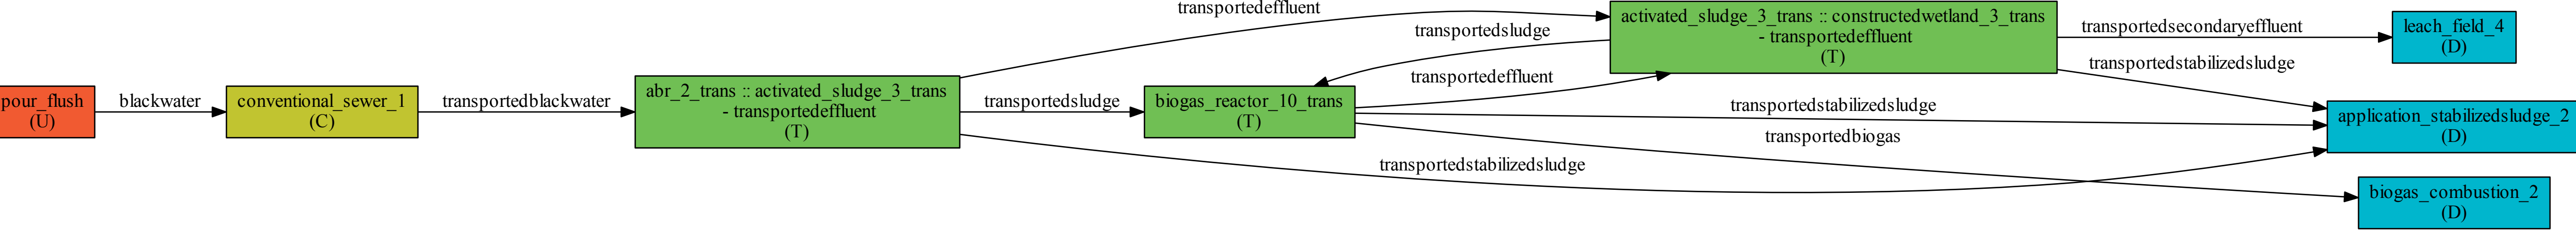 pour_flush
(U)
blackwater
conventional_sewer_1
(C)
transportedblackwater
abr_2_trans :: activated_sludge_3_trans
- transportedeffluent
(T)
transportedeffluent
transportedsludge
transportedsludge
biogas_reactor_10_trans
(T)
transportedeffluent
transportedstabilizedsludge
transportedbiogas
transportedstabilizedsludge
activated_sludge_3_trans :: constructedwetland_3_trans
- transportedeffluent
(T)
transportedsecondaryeffluent
transportedstabilizedsludge
leach_field_4
(D)
application_stabilizedsludge_2
(D)
biogas_combustion_2
(D)